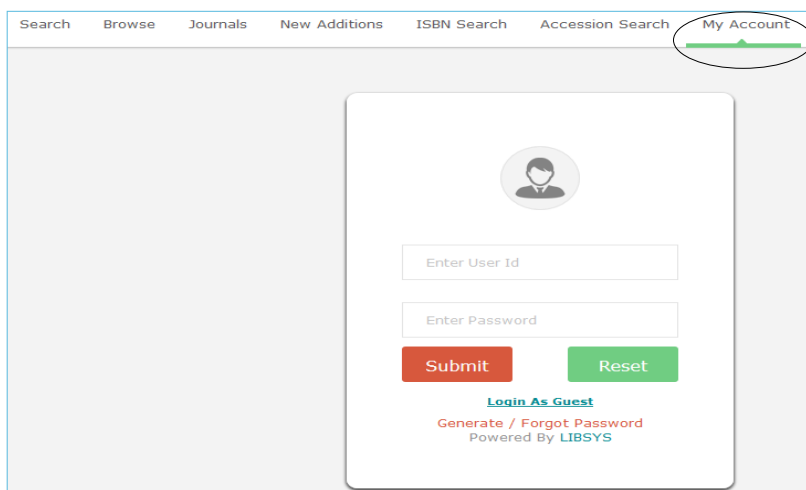 Search Browse Journals New Additions ISBN Search Accession Search My Account
Enter User Id
Enter Password
Submit Reset
Login As Guest
Generate / Forgot Password
Powered By LIBSYS